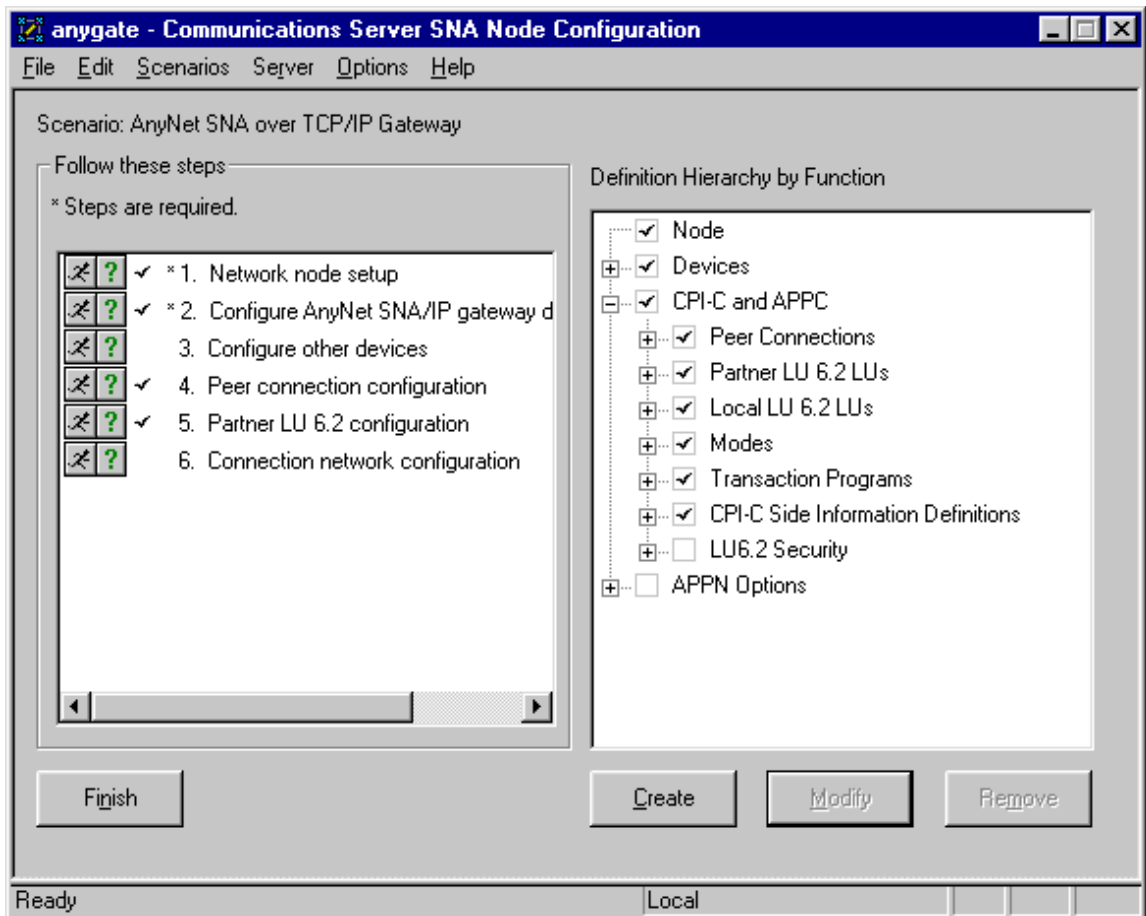 anygate - Communications Server SNA Node Configuration
File Edit Scenarios Server Options Help
Scenario: AnyNet SNA over TCP/IP Gateway
Follow these steps
* Steps are required.
? ✓ * 1. Network node setup
? ✓ * 2. Configure AnyNet SNA/IP gateway d
? 3. Configure other devices
? ✓ 4. Peer connection configuration
? ✓ 5. Partner LU 6.2 configuration
? 6. Connection network configuration
Definition Hierarchy by Function
Node
Devices
CPI-C and APPC
Peer Connections
Partner LU 6.2 LUs
Local LU 6.2 LUs
Modes
Transaction Programs
CPI-C Side Information Definitions
LU6.2 Security
APPN Options
Finish
Create Modify Remove
Ready Local